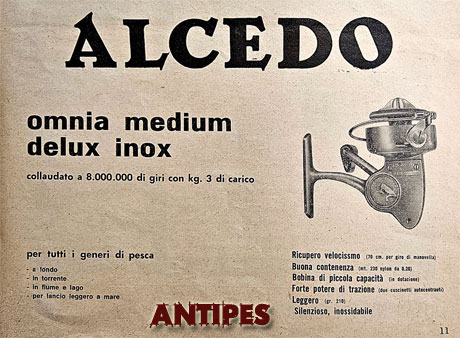 ALCEDO
omnia medium
delux inox
collaudato a 8.000.000 di giri con kg. 3 di carico
per tutti i generi di pesca
- a fondo
- in torrente
- in fiume e lago
- per lancio leggero a mare
Ricupero velocissmo (70 cm. per giro di manovella)
Buona contenenza (mt. 230 nylon da 0.30)
Bobina di piccola capacità (in dotazione)
Forte potere di trazione (due cuscinetti autocentranti)
Leggero (gr. 210)
Silenzioso, inossidabile
ANTIPES
11